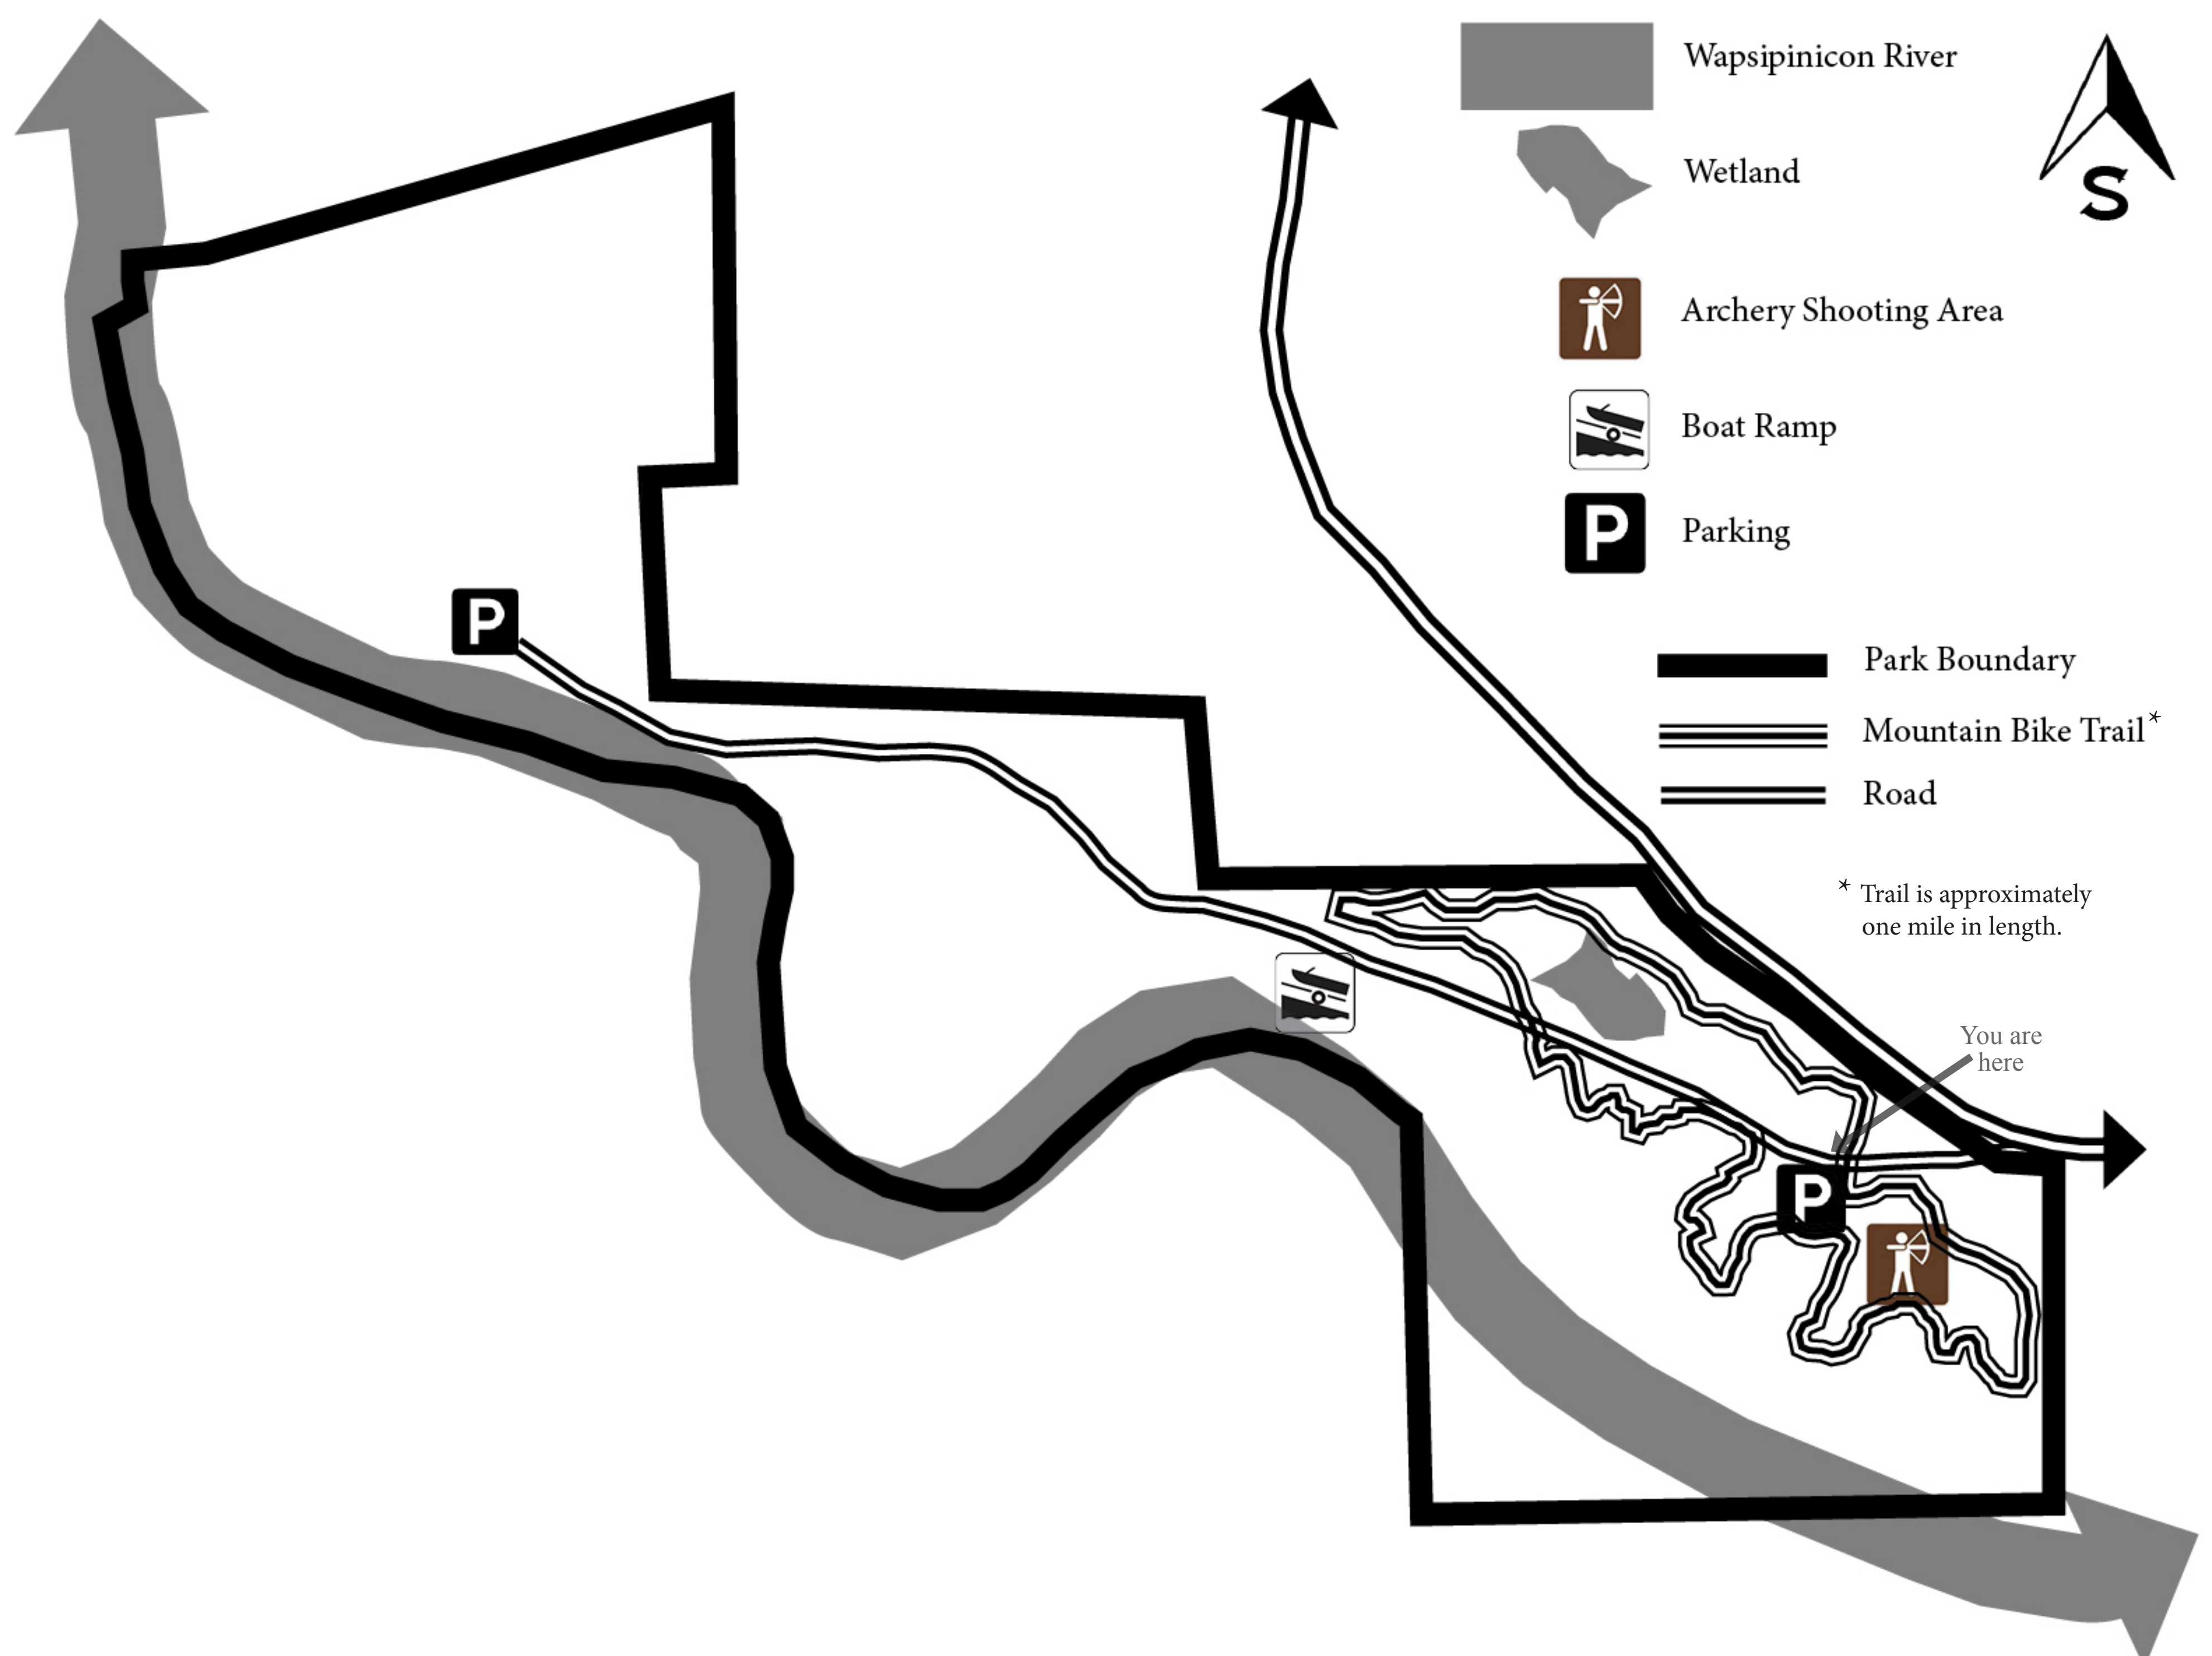 Wapsipinicon River
Wetland
S
Archery Shooting Area
Boat Ramp
P
Parking
P
Park Boundary
Mountain Bike Trail*
Road
* Trail is approximately
one mile in length.
You are
here
P